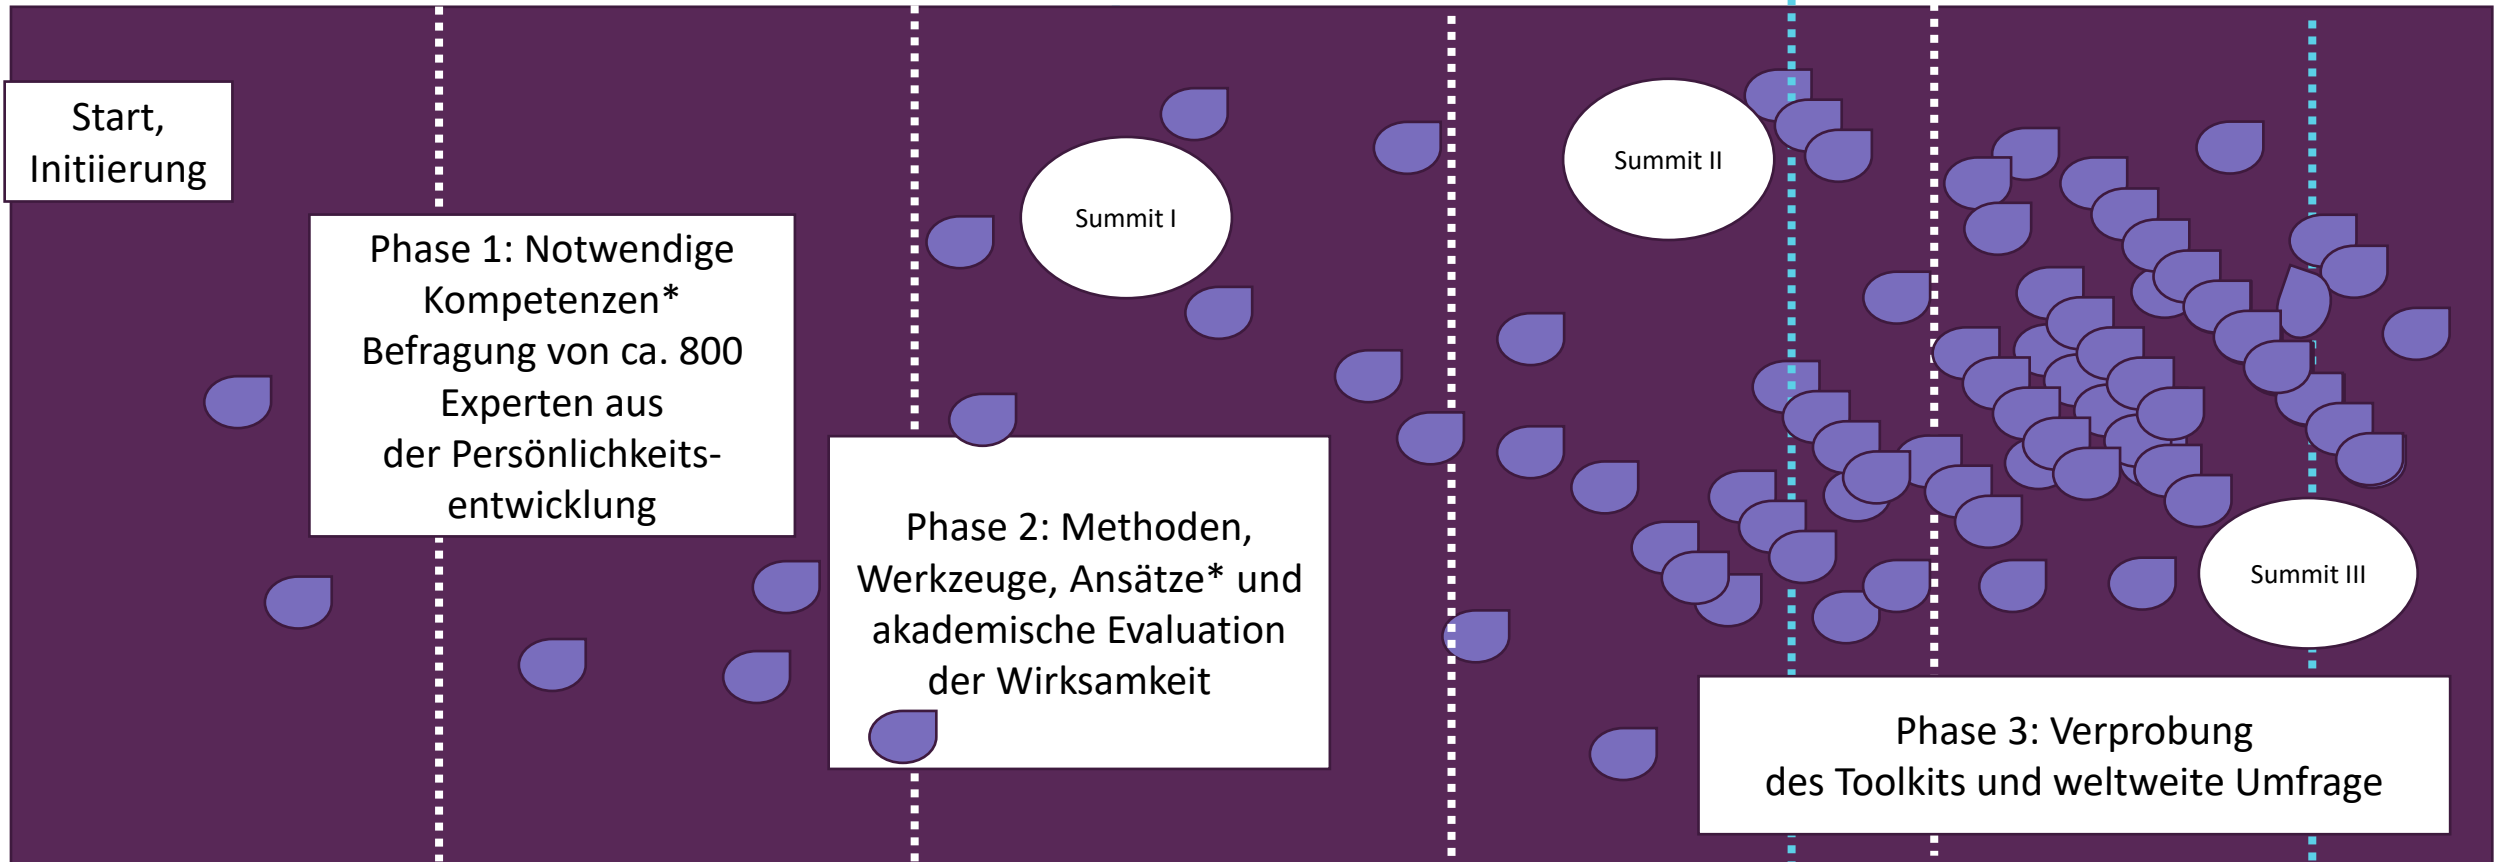 Start,
Initiierung
Phase 1: Notwendige
Kompetenzen*
Befragung von ca. 800
Experten aus
der Persönlichkeits-
entwicklung
Summit I
Phase 2: Methoden,
Werkzeuge, Ansätze* und
akademische Evaluation
der Wirksamkeit
Summit II
Summit III
Phase 3: Verprobung
des Toolkits und weltweite Umfrage